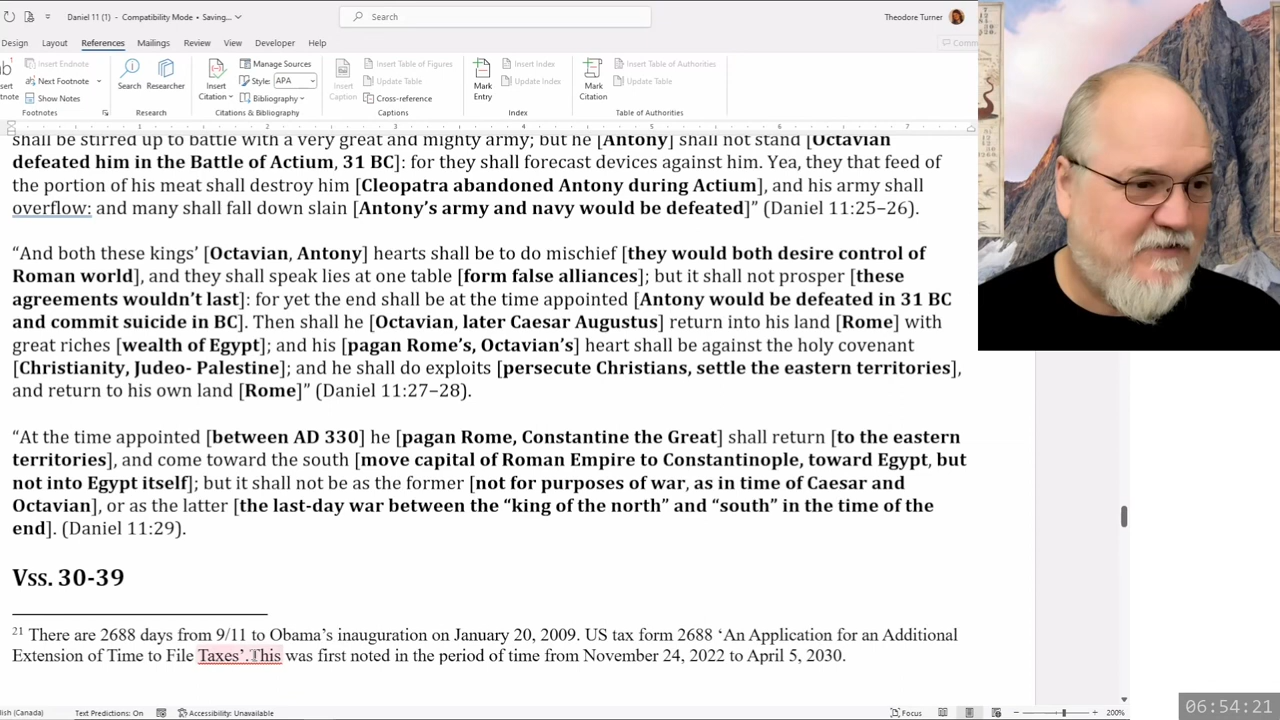 Daniel 11 (1) - Compatibility Mode - Saving...
Search
Theodore Turner
Design Layout References Mailings Review View Developer Help
Insert Endnote
Next Footnote
Show Notes
Footnotes
Search
Researcher
Research
Insert Citation
Manage Sources
Style: APA
Bibliography
Citations & Bibliography
Insert Caption
Insert Table of Figures
Update Table
Cross-reference
Captions
Mark Entry
Insert Index
Update Index
Index
Mark Citation
Insert Table of Authorities
Update Table
Table of Authorities
1 2 3 4 5 6 7
shall be stirred up to battle with a very great and mighty army; but he [Antony] shall not stand [Octavian
defeated him in the Battle of Actium, 31 BC]: for they shall forecast devices against him. Yea, they that feed of
the portion of his meat shall destroy him [Cleopatra abandoned Antony during Actium], and his army shall
overflow: and many shall fall down slain [Antony’s army and navy would be defeated]” (Daniel 11:25–26).
“And both these kings’ [Octavian, Antony] hearts shall be to do mischief [they would both desire control of
Roman world], and they shall speak lies at one table [form false alliances]; but it shall not prosper [these
agreements wouldn’t last]: for yet the end shall be at the time appointed [Antony would be defeated in 31 BC
and commit suicide in BC]. Then shall he [Octavian, later Caesar Augustus] return into his land [Rome] with
great riches [wealth of Egypt]; and his [pagan Rome’s, Octavian’s] heart shall be against the holy covenant
[Christianity, Judeo- Palestine]; and he shall do exploits [persecute Christians, settle the eastern territories],
and return to his own land [Rome]” (Daniel 11:27–28).
“At the time appointed [between AD 330] he [pagan Rome, Constantine the Great] shall return [to the eastern
territories], and come toward the south [move capital of Roman Empire to Constantinople, toward Egypt, but
not into Egypt itself]; but it shall not be as the former [not for purposes of war, as in time of Caesar and
Octavian], or as the latter [the last-day war between the “king of the north” and “south” in the time of the
end]. (Daniel 11:29).
Vss. 30-39
21 There are 2688 days from 9/11 to Obama’s inauguration on January 20, 2009. US tax form 2688 ‘An Application for an Additional
Extension of Time to File Taxes’.This was first noted in the period of time from November 24, 2022 to April 5, 2030.
lish (Canada) Text Predictions: On Accessibility: Unavailable Focus 200%
06:54:21